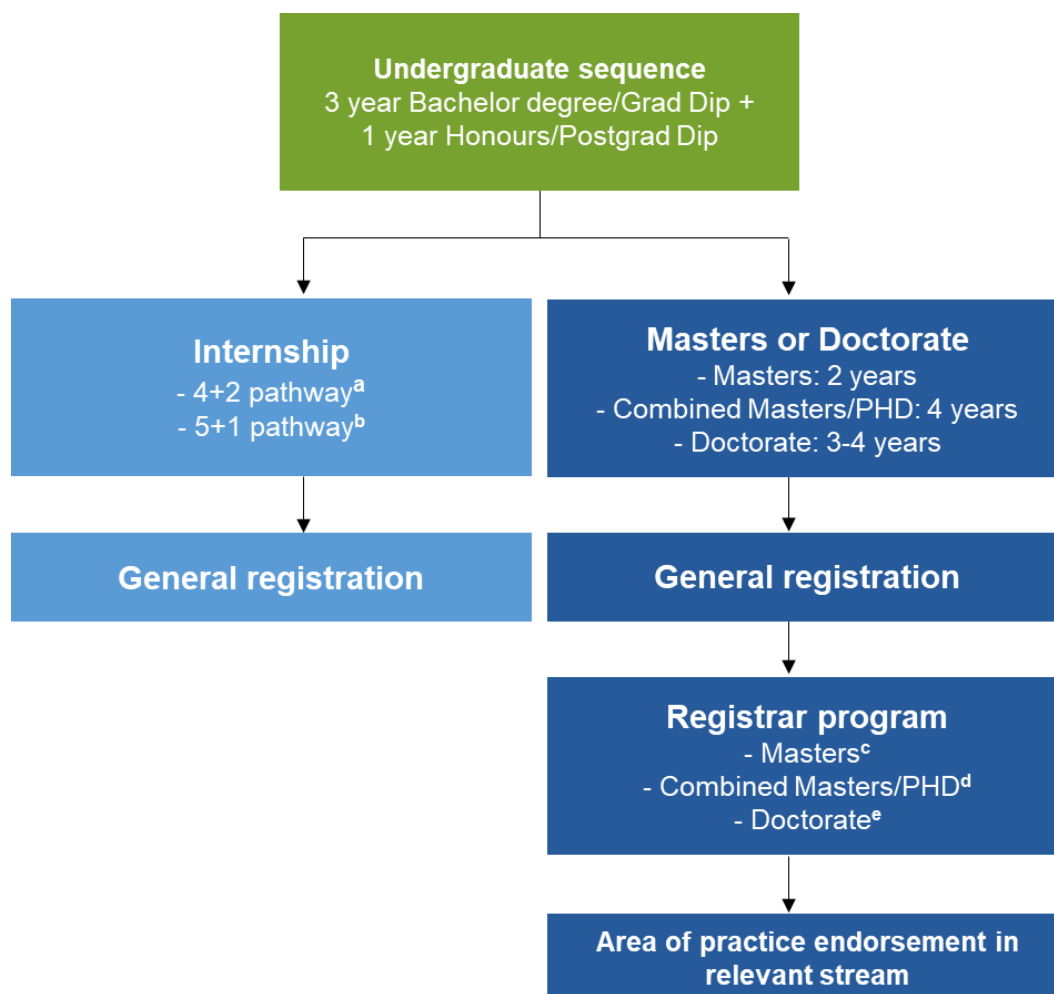 Undergraduate sequence
3 year Bachelor degree/Grad Dip +
1 year Honours/Postgrad Dip
Internship
- 4+2 pathwayᵃ
- 5+1 pathwayᵇ
Masters or Doctorate
- Masters: 2 years
- Combined Masters/PHD: 4 years
- Doctorate: 3-4 years
General registration
General registration
Registrar program
- Mastersᶜ
- Combined Masters/PHDᵈ
- Doctorateᵉ
Area of practice endorsement in
relevant stream